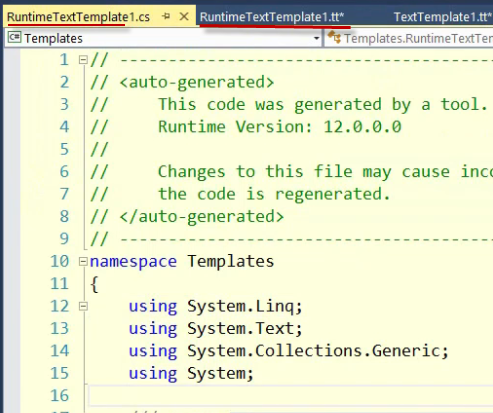 RuntimeTextTemplate1.cs RuntimeTextTemplate1.tt* TextTemplate1.tt*
C# Templates Templates.RuntimeTextTem
1 // ----------------------------------------
2 // <auto-generated>
3 //     This code was generated by a tool.
4 //     Runtime Version: 12.0.0.0
5 //
6 //     Changes to this file may cause inco
7 //     the code is regenerated.
8 // </auto-generated>
9 // ----------------------------------------
10 namespace Templates
11 {
12     using System.Linq;
13     using System.Text;
14     using System.Collections.Generic;
15     using System;
16